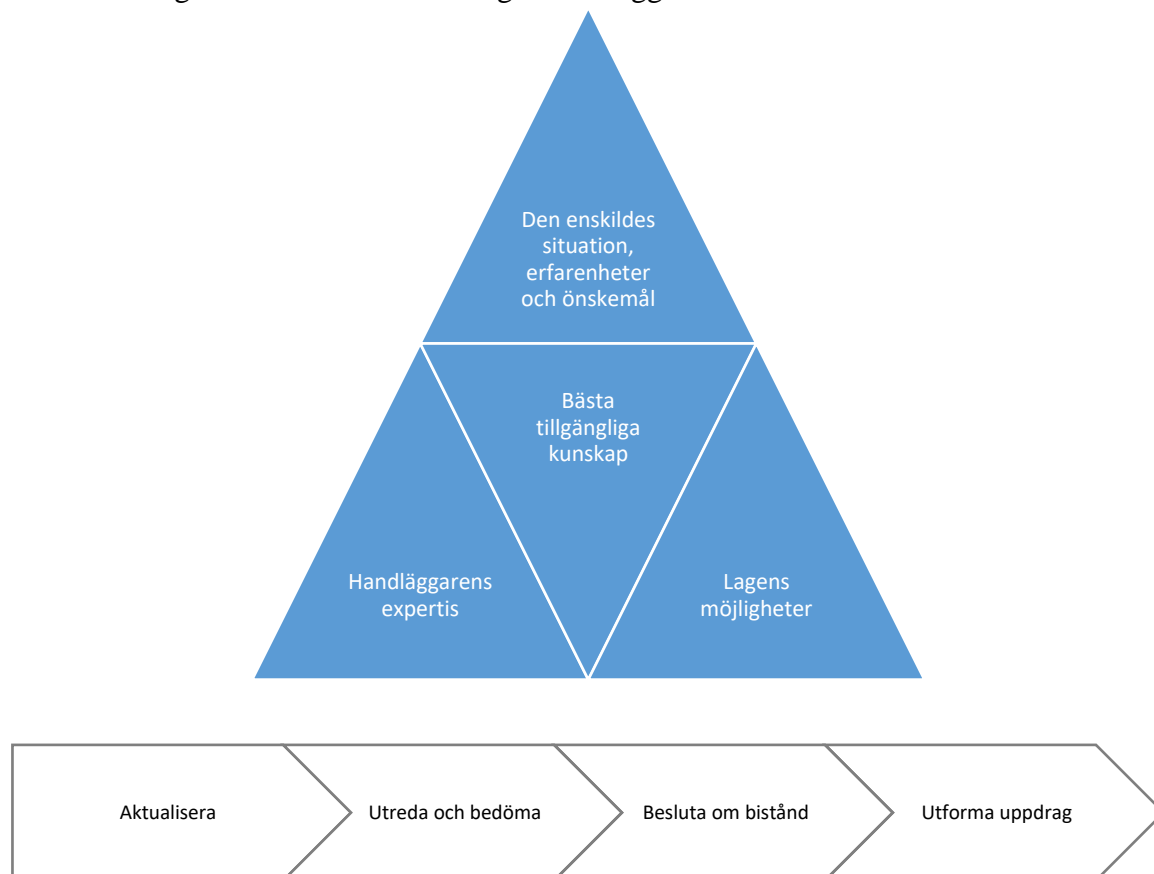 Den enskildes
situation,
erfarenheter
och önskemål
Bästa
tillgängliga
kunskap
Handläggarens
expertis
Lagens
möjligheter
Aktualisera
Utreda och bedöma
Besluta om bistånd
Utforma uppdrag